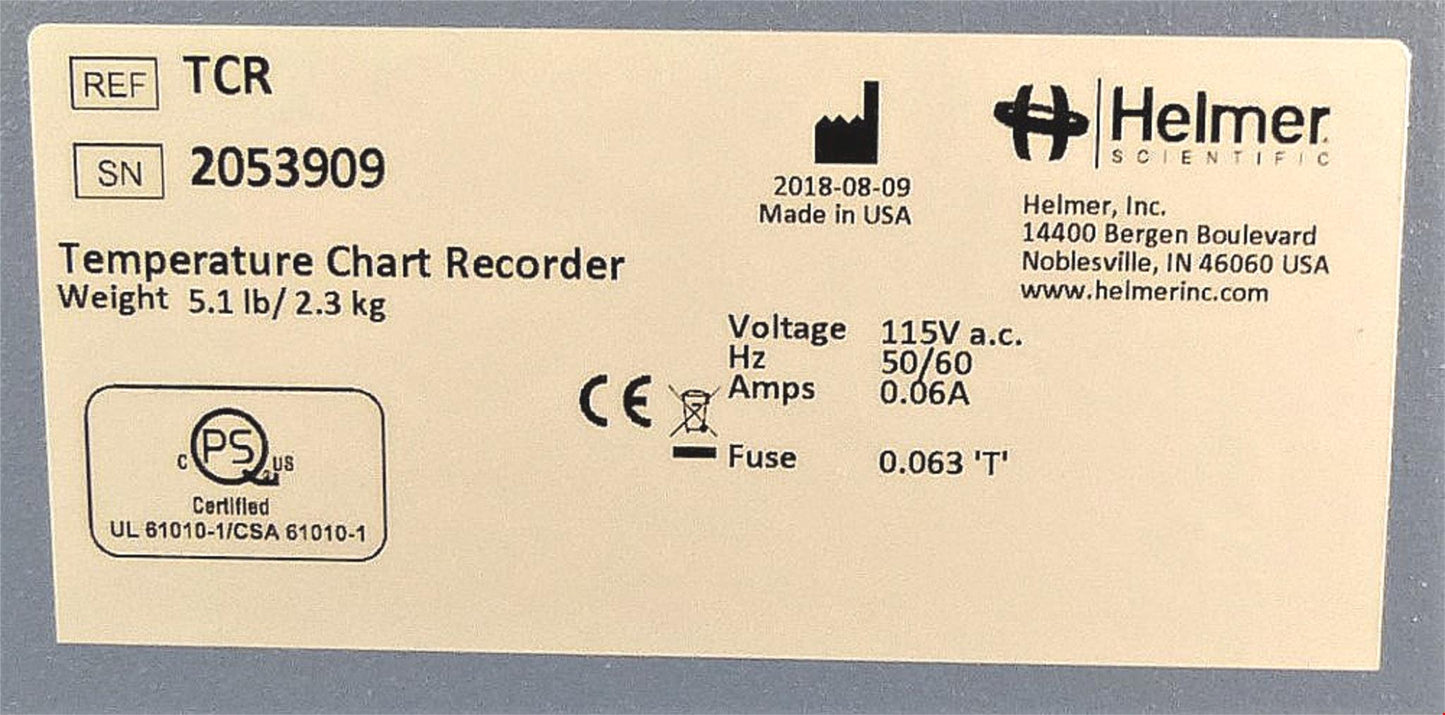 REF TCR
SN 2053909
Temperature Chart Recorder
Weight 5.1 lb/ 2.3 kg
2018-08-09
Made in USA
Helmer
SCIENTIFIC
Helmer, Inc.
14400 Bergen Boulevard
Noblesville, IN 46060 USA
www.helmerinc.com
Voltage 115V a.c.
Hz 50/60
Amps 0.06A
Fuse 0.063 'T'
CE
c PS US
Certified
UL 61010-1/CSA 61010-1